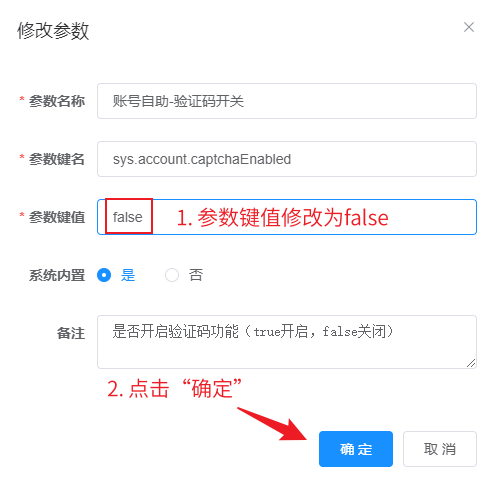 修改参数
* 参数名称 账号自助-验证码开关
* 参数键名 sys.account.captchaEnabled
* 参数键值 false 1. 参数键值修改为false
系统内置 是 否
备注 是否开启验证码功能（true开启，false关闭）
2. 点击“确定”
确 定 取 消